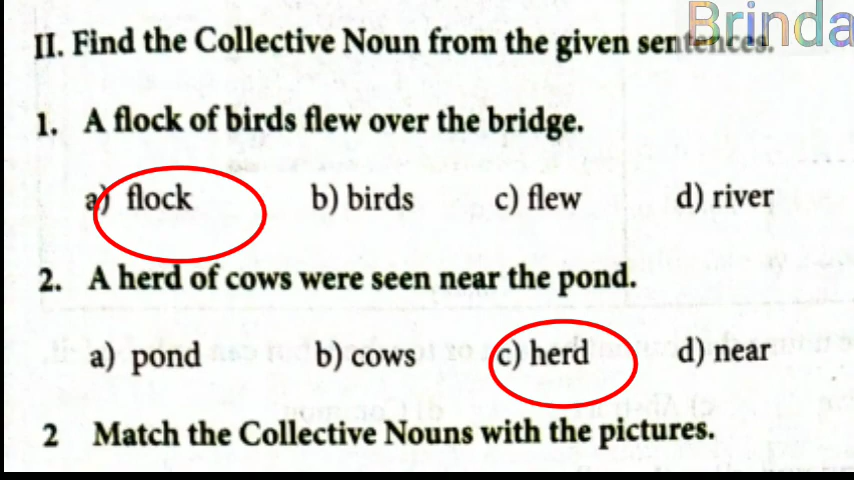 Brinda
II. Find the Collective Noun from the given sentences.
1. A flock of birds flew over the bridge.
a) flock b) birds c) flew d) river
2. A herd of cows were seen near the pond.
a) pond b) cows c) herd d) near
2 Match the Collective Nouns with the pictures.